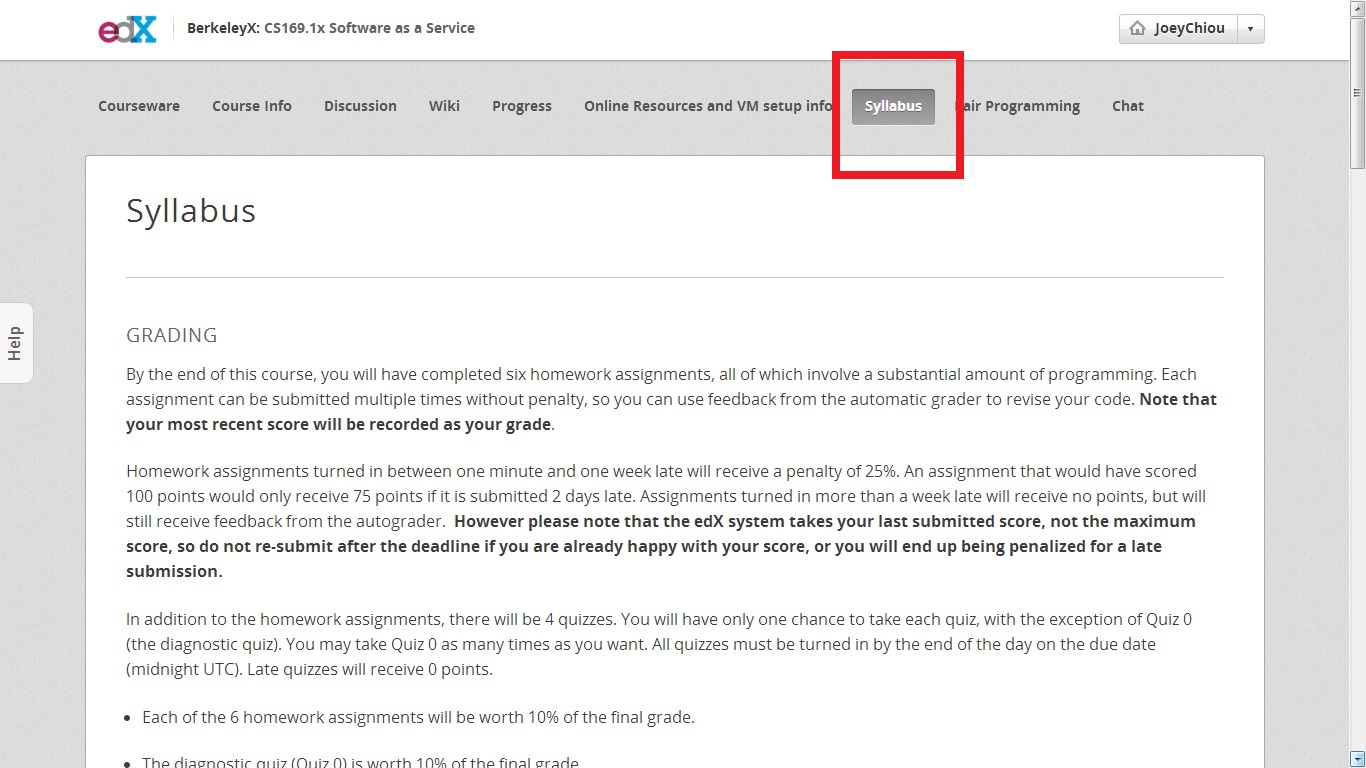 edX BerkeleyX: CS169.1x Software as a Service JoeyChiou
Courseware Course Info Discussion Wiki Progress Online Resources and VM setup info Syllabus air Programming Chat
Syllabus
Help
GRADING
By the end of this course, you will have completed six homework assignments, all of which involve a substantial amount of programming. Each
assignment can be submitted multiple times without penalty, so you can use feedback from the automatic grader to revise your code. Note that
your most recent score will be recorded as your grade.
Homework assignments turned in between one minute and one week late will receive a penalty of 25%. An assignment that would have scored
100 points would only receive 75 points if it is submitted 2 days late. Assignments turned in more than a week late will receive no points, but will
still receive feedback from the autograder. However please note that the edX system takes your last submitted score, not the maximum
score, so do not re-submit after the deadline if you are already happy with your score, or you will end up being penalized for a late
submission.
In addition to the homework assignments, there will be 4 quizzes. You will have only one chance to take each quiz, with the exception of Quiz 0
(the diagnostic quiz). You may take Quiz 0 as many times as you want. All quizzes must be turned in by the end of the day on the due date
(midnight UTC). Late quizzes will receive 0 points.
• Each of the 6 homework assignments will be worth 10% of the final grade.
• The diagnostic quiz (Quiz 0) is worth 10% of the final grade